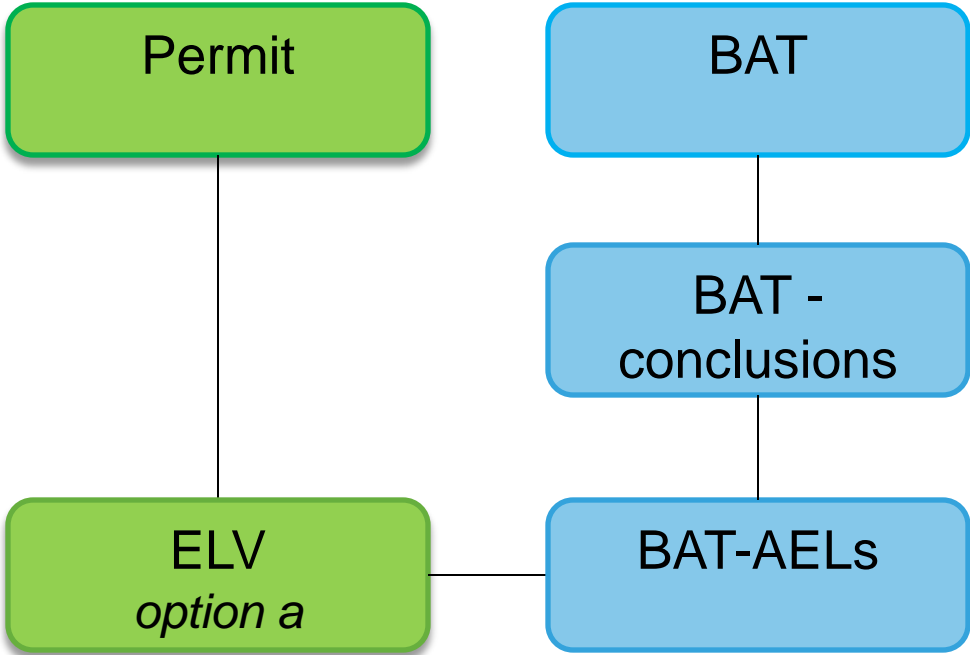 Permit
BAT
BAT -
conclusions
ELV
option a
BAT-AELs